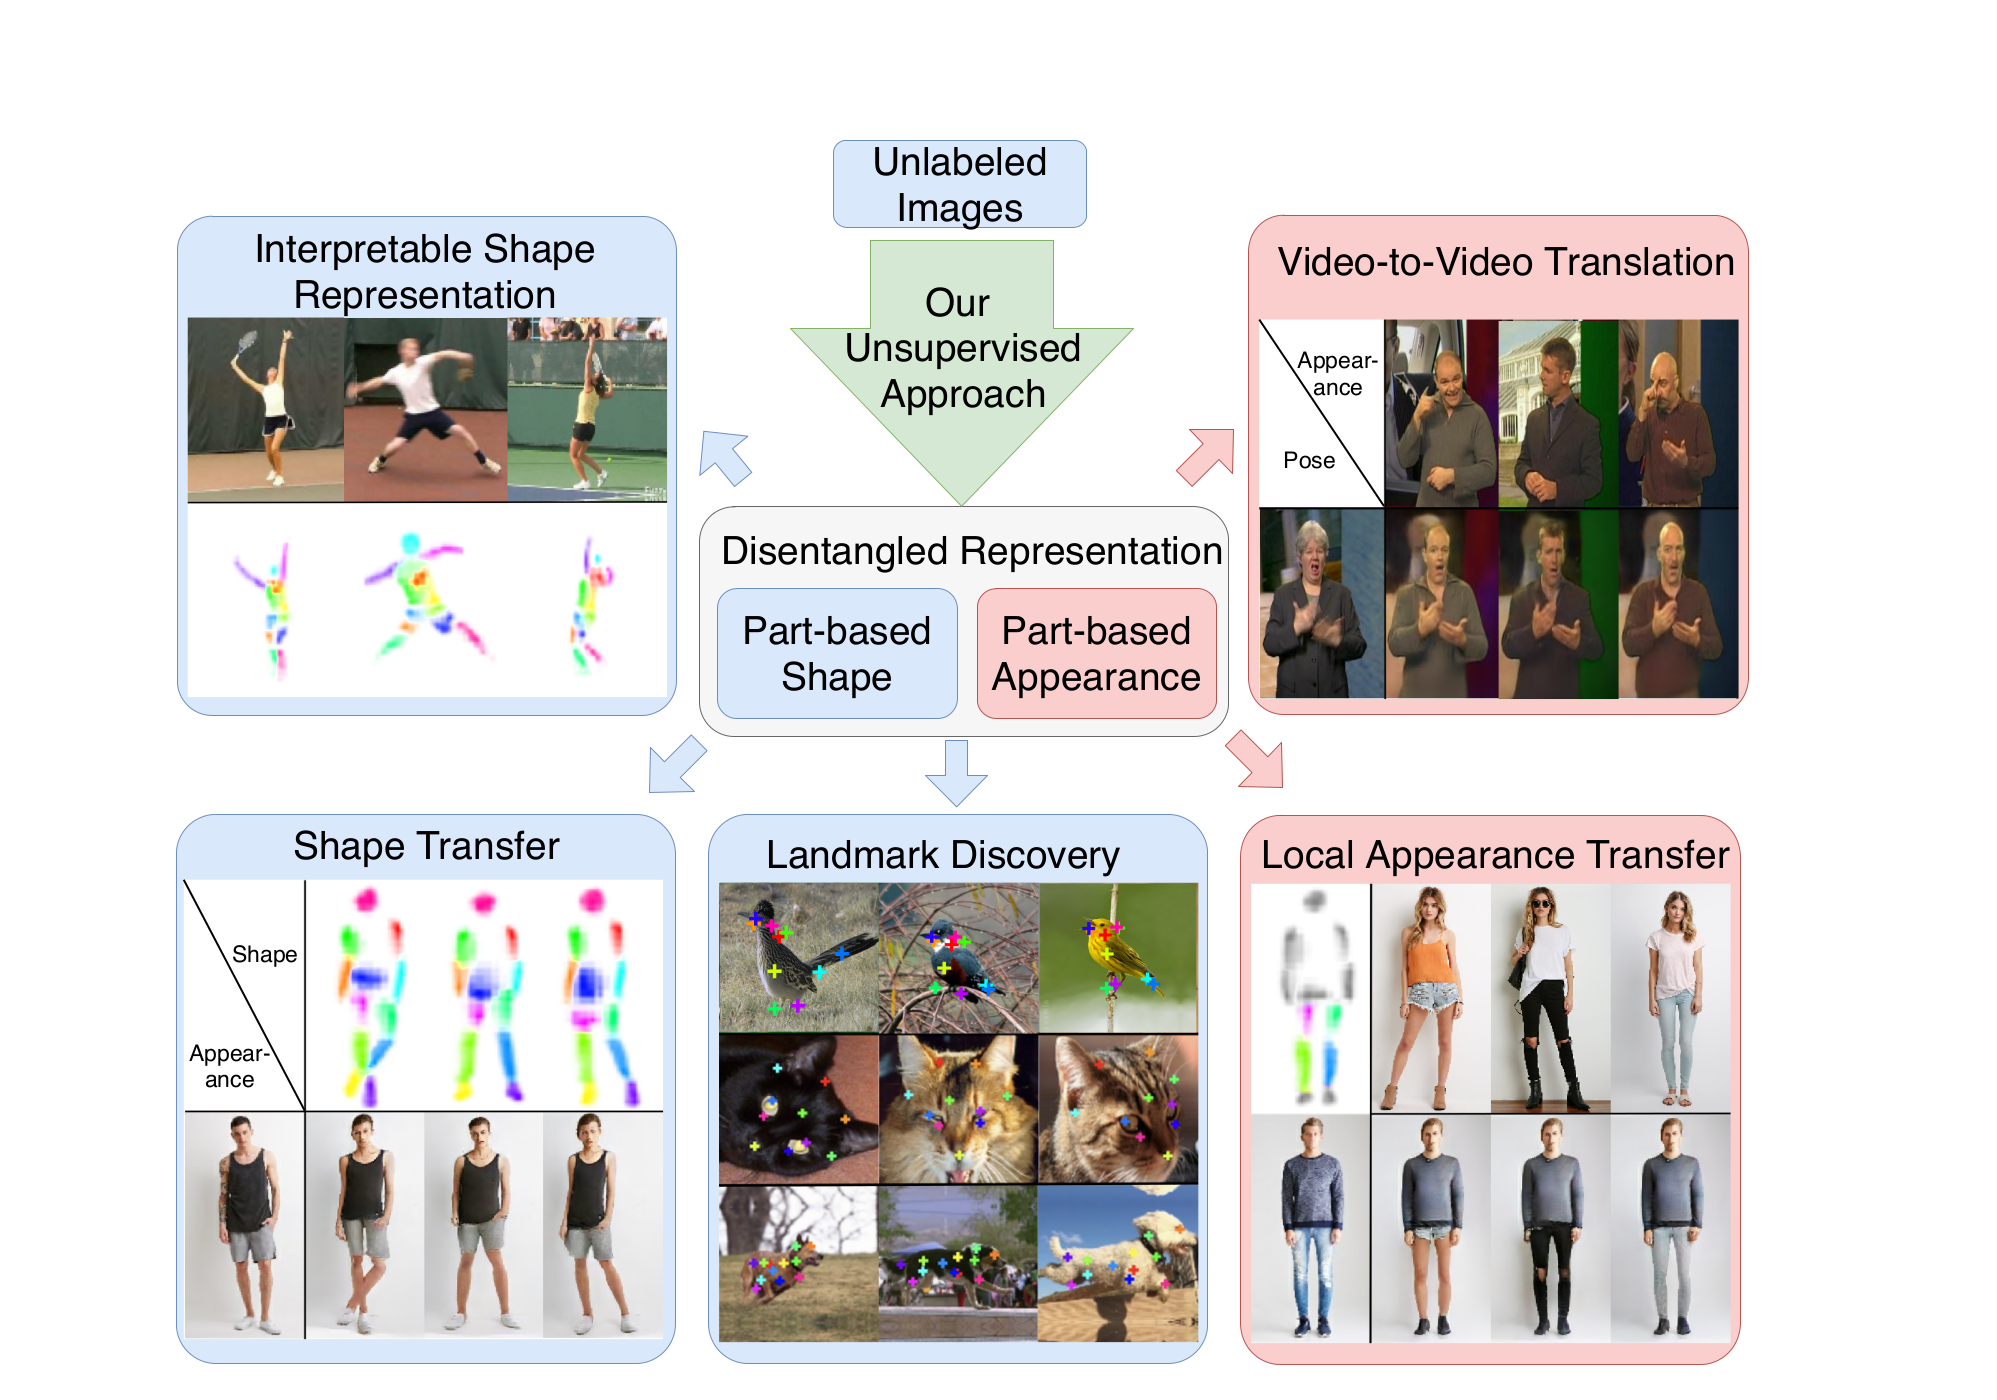 Unlabeled
Images
Interpretable Shape
Representation
Our
Unsupervised
Approach
Video-to-Video Translation
Appear-
ance
Pose
Disentangled Representation
Part-based
Shape
Part-based
Appearance
Shape Transfer
Shape
Appear-
ance
Landmark Discovery
Local Appearance Transfer